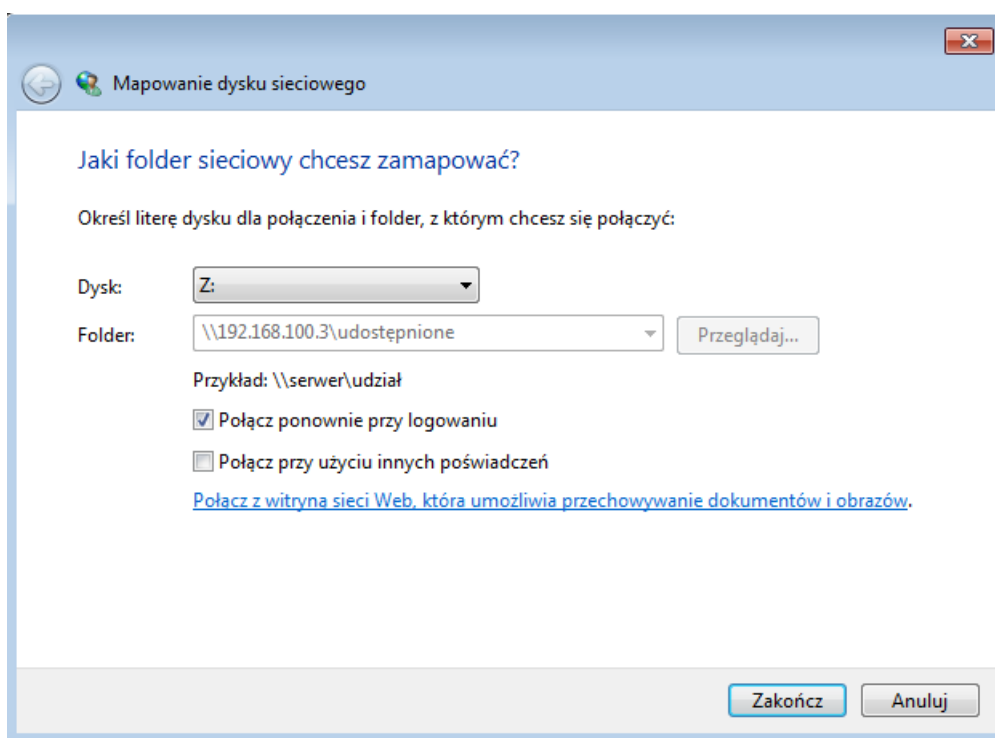 Mapowanie dysku sieciowego
Jaki folder sieciowy chcesz zamapować?
Określ literę dysku dla połączenia i folder, z którym chcesz się połączyć:
Dysk: Z:
Folder: \\192.168.100.3\udostępnione Przeglądaj...
Przykład: \\serwer\udział
Połącz ponownie przy logowaniu
Połącz przy użyciu innych poświadczeń
Połącz z witryną sieci Web, która umożliwia przechowywanie dokumentów i obrazów.
Zakończ Anuluj